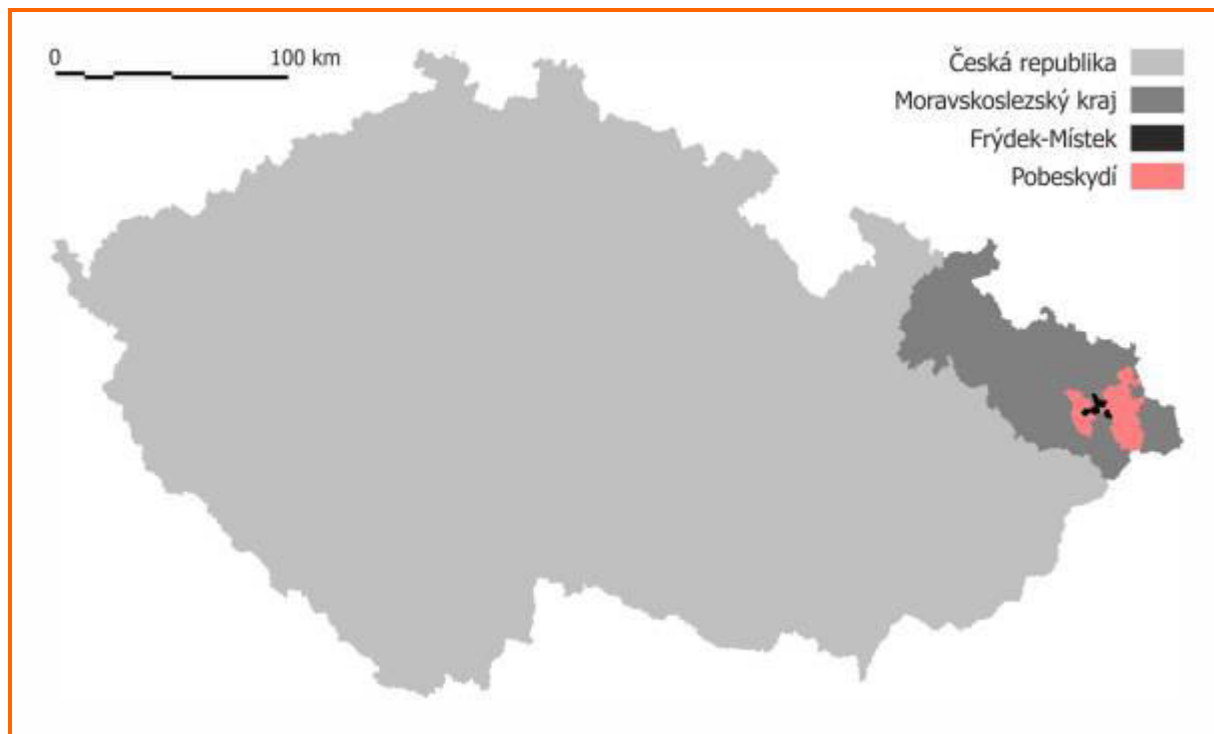 0 100 km
Česká republika
Moravskoslezský kraj
Frýdek-Místek
Pobeskydí